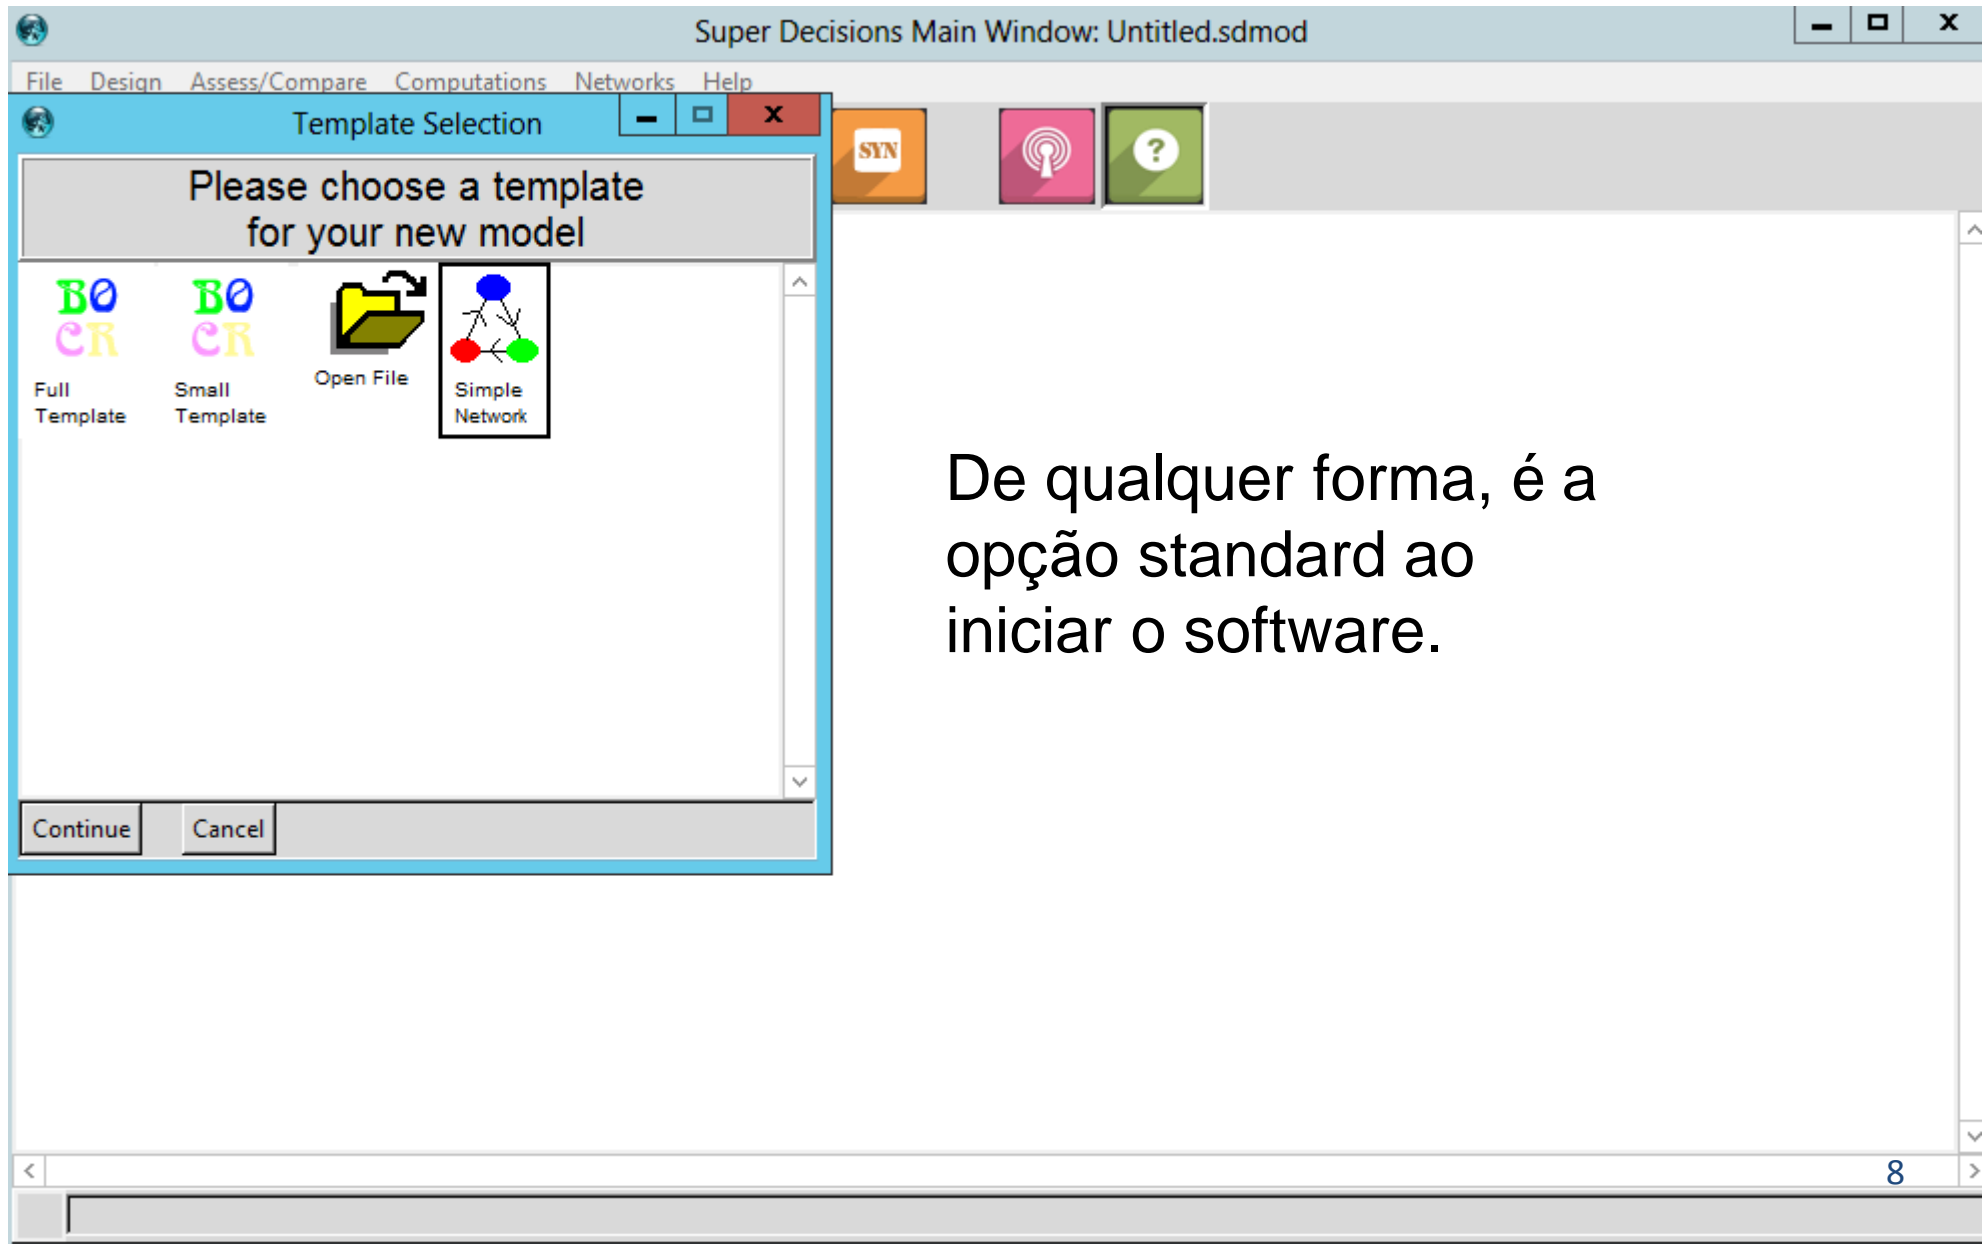 Super Decisions Main Window: Untitled.sdmod
File Design Assess/Compare Computations Networks Help
Template Selection
SYN
?
Please choose a template
for your new model
BO
CR
Full
Template
BO
CR
Small
Template
Open File
Simple
Network
De qualquer forma, é a
opção standard ao
iniciar o software.
Continue Cancel
8